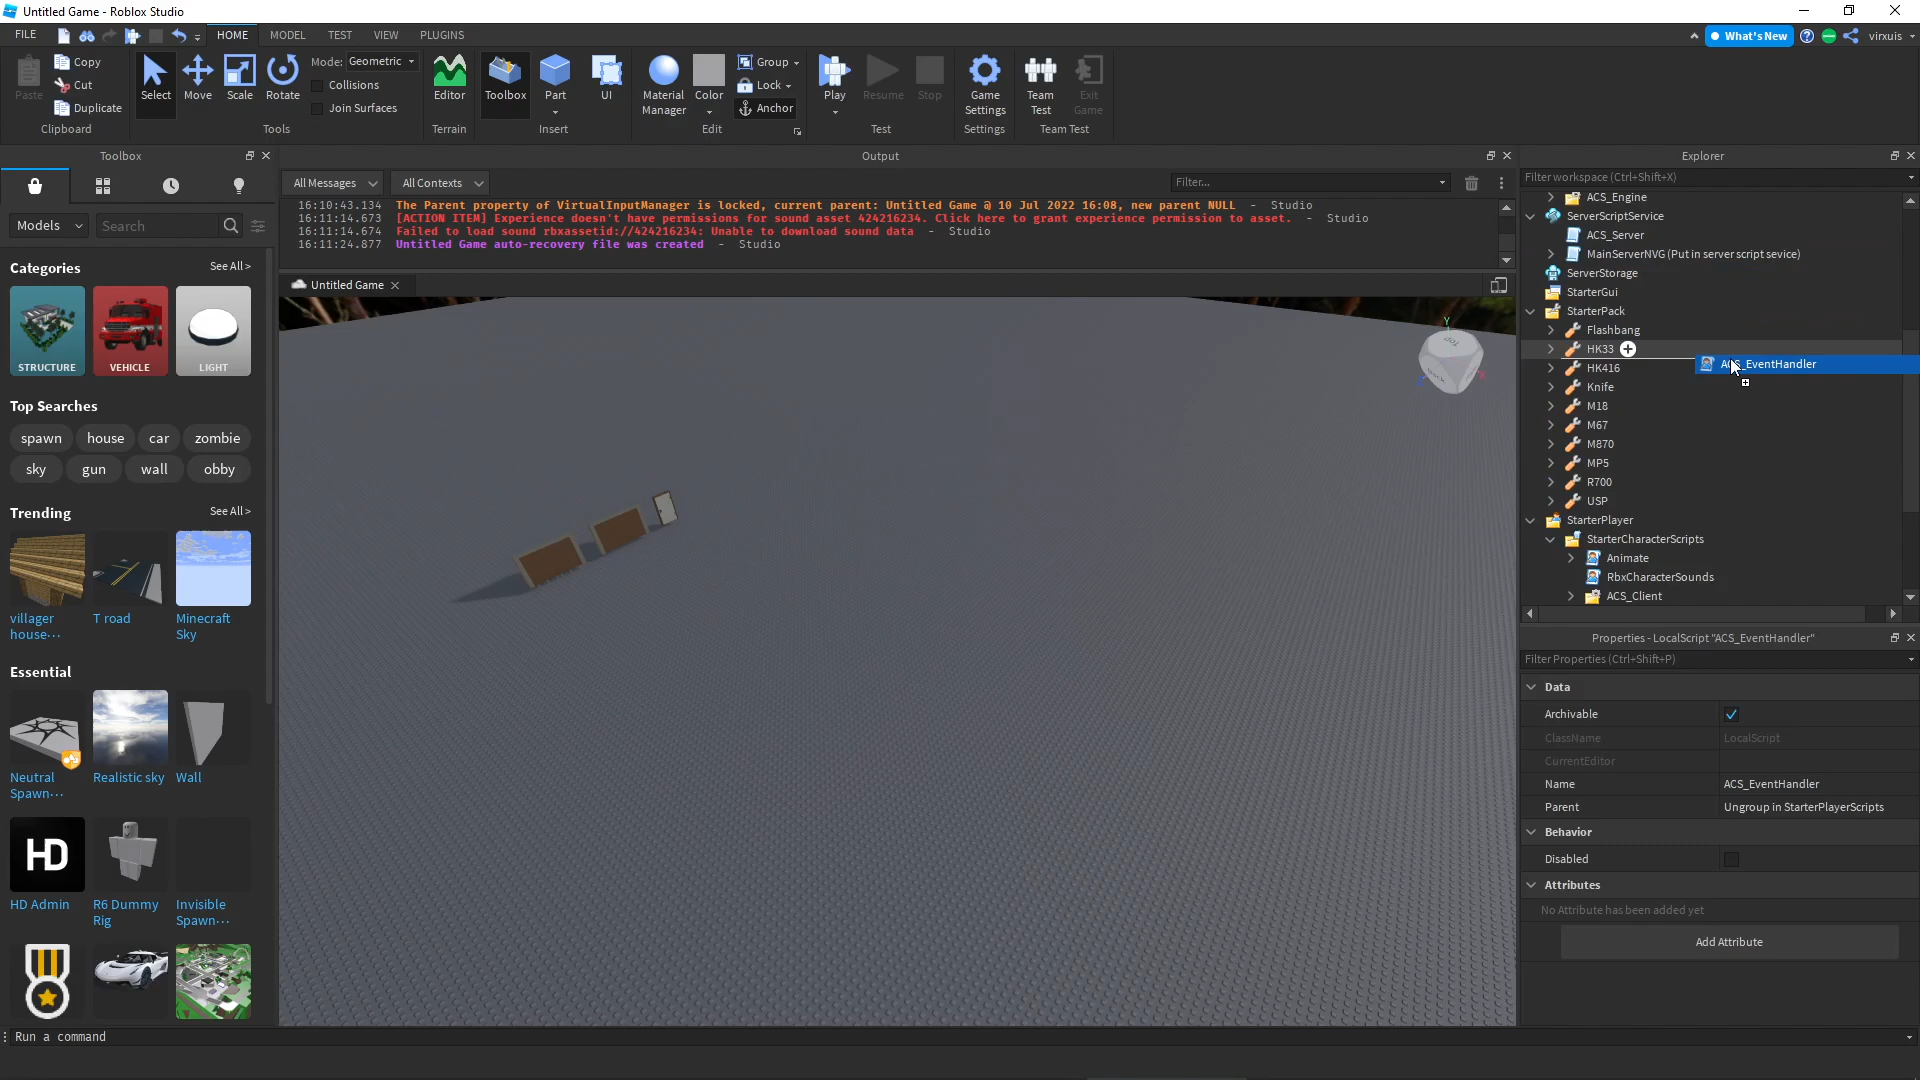 Untitled Game - Roblox Studio
FILE
HOME
MODEL
TEST
VIEW
PLUGINS
What's New
virxuis
Paste
Copy
Cut
Duplicate
Clipboard
Select
Move
Scale
Rotate
Mode: Geometric
Collisions
Join Surfaces
Tools
Editor
Terrain
Toolbox
Part
UI
Insert
Material Manager
Color
Group
Lock
Anchor
Edit
Play
Resume
Stop
Test
Game Settings
Settings
Team Test
Exit Game
Team Test
Toolbox
Models
Search
Categories
See All>
STRUCTURE
VEHICLE
LIGHT
Top Searches
spawn
house
car
zombie
sky
gun
wall
obby
Trending
See All>
villager house...
T road
Minecraft Sky
Essential
Neutral Spawn...
Realistic sky
Wall
HD
HD Admin
R6 Dummy Rig
Invisible Spawn...
Output
All Messages
All Contexts
Filter...
16:10:43.134 The Parent property of VirtualInputManager is locked, current parent: Untitled Game @ 10 Jul 2022 16:08, new parent NULL - Studio
16:11:14.673 [ACTION ITEM] Experience doesn't have permissions for sound asset 424216234. Click here to grant experience permission to asset. - Studio
16:11:14.674 Failed to load sound rbxassetid://424216234: Unable to download sound data - Studio
16:11:24.877 Untitled Game auto-recovery file was created - Studio
Untitled Game
Y
Top
Back
X
Explorer
Filter workspace (Ctrl+Shift+X)
ACS_Engine
ServerScriptService
ACS_Server
MainServerNVG (Put in server script sevice)
ServerStorage
StarterGui
StarterPack
Flashbang
HK33
ACS_EventHandler
HK416
Knife
M18
M67
M870
MP5
R700
USP
StarterPlayer
StarterCharacterScripts
Animate
RbxCharacterSounds
ACS_Client
Properties - LocalScript "ACS_EventHandler"
Filter Properties (Ctrl+Shift+P)
Data
Archivable
ClassName LocalScript
CurrentEditor
Name ACS_EventHandler
Parent Ungroup in StarterPlayerScripts
Behavior
Disabled
Attributes
No Attribute has been added yet
Add Attribute
Run a command